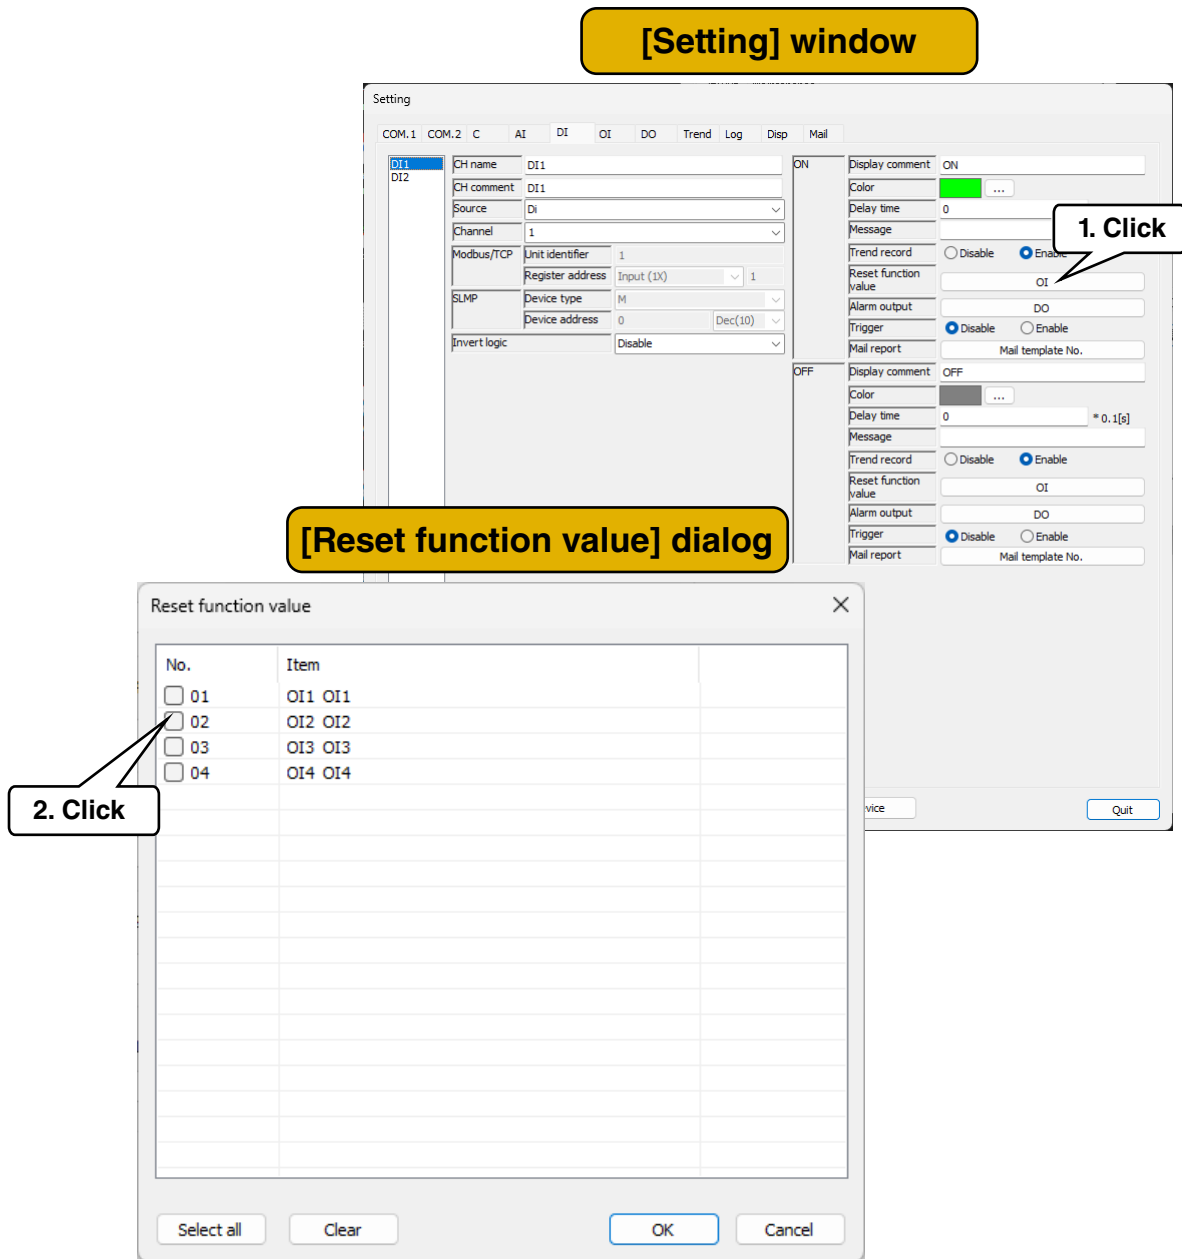 [Setting] window
Setting
COM.1 COM.2 C AI DI OI DO Trend Log Disp Mail
DI1
DI2
CH name DI1
CH comment DI1
Source Di
Channel 1
Modbus/TCP Unit identifier 1
Register address Input (1X) 1
SLMP Device type M
Device address 0 Dec(10)
Invert logic Disable
ON Display comment ON
Color ...
Delay time 0
Message
1. Click
Trend record Disable Enable
Reset function
value OI
Alarm output DO
Trigger Disable Enable
Mail report Mail template No.
OFF Display comment OFF
Color ...
Delay time 0 * 0.1[s]
Message
Trend record Disable Enable
Reset function
value OI
Alarm output DO
Trigger Disable Enable
Mail report Mail template No.
Quit
[Reset function value] dialog
Reset function value
No. Item
01 OI1 OI1
02 OI2 OI2
03 OI3 OI3
04 OI4 OI4
2. Click
Select all Clear OK Cancel